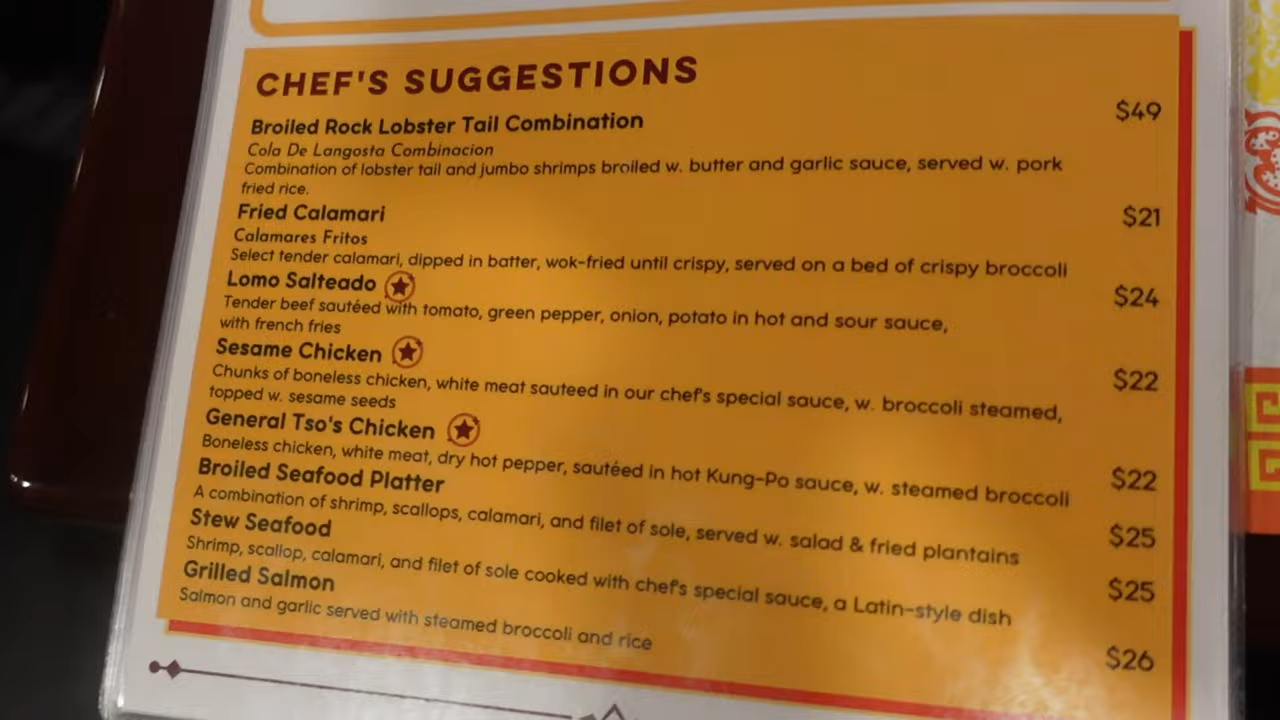 CHEF'S SUGGESTIONS
Broiled Rock Lobster Tail Combination $49
Cola De Langosta Combinacion
Combination of lobster tail and jumbo shrimps broiled w. butter and garlic sauce, served w. pork
fried rice.
Fried Calamari $21
Calamares Fritos
Select tender calamari, dipped in batter, wok-fried until crispy, served on a bed of crispy broccoli
Lomo Salteado $24
Tender beef sautéed with tomato, green pepper, onion, potato in hot and sour sauce,
with french fries
Sesame Chicken $22
Chunks of boneless chicken, white meat sauteed in our chef's special sauce, w. broccoli steamed,
topped w. sesame seeds
General Tso's Chicken $22
Boneless chicken, white meat, dry hot pepper, sautéed in hot Kung-Po sauce, w. steamed broccoli
Broiled Seafood Platter $25
A combination of shrimp, scallops, calamari, and filet of sole, served w. salad & fried plantains
Stew Seafood $25
Shrimp, scallop, calamari, and filet of sole cooked with chef's special sauce, a Latin-style dish
Grilled Salmon $26
Salmon and garlic served with steamed broccoli and rice